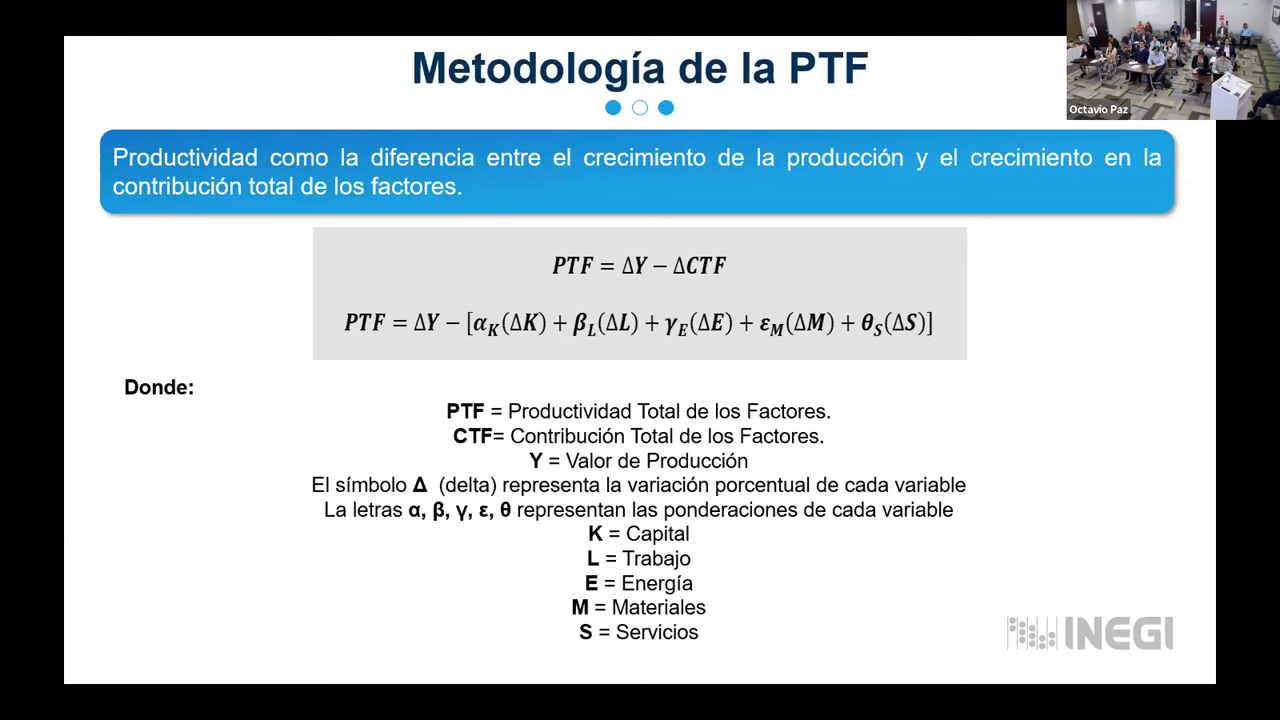 Metodología de la PTF
Octavio Paz
Productividad como la diferencia entre el crecimiento de la producción y el crecimiento en la
contribución total de los factores.
PTF = ΔY − ΔCTF
PTF = ΔY − [α_K(ΔK) + β_L(ΔL) + γ_E(ΔE) + ε_M(ΔM) + θ_S(ΔS)]
Donde:
PTF = Productividad Total de los Factores.
CTF= Contribución Total de los Factores.
Y = Valor de Producción
El símbolo Δ (delta) representa la variación porcentual de cada variable
La letras α, β, γ, ε, θ representan las ponderaciones de cada variable
K = Capital
L = Trabajo
E = Energía
M = Materiales
S = Servicios
INEGI